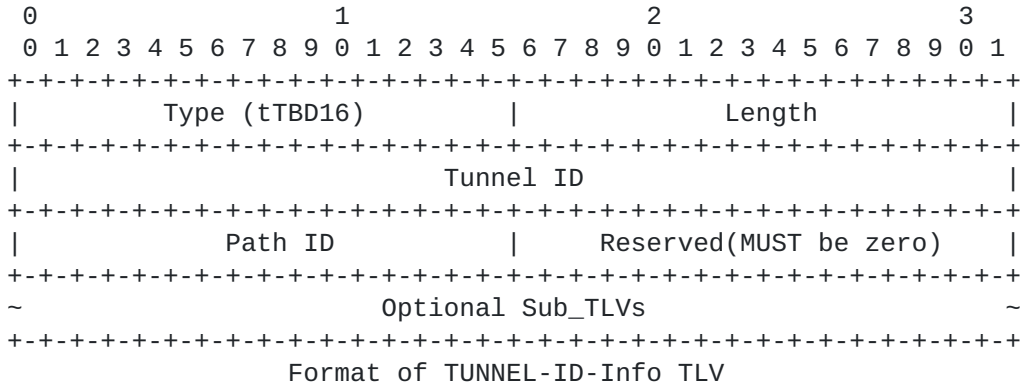 0                   1                   2                   3
 0 1 2 3 4 5 6 7 8 9 0 1 2 3 4 5 6 7 8 9 0 1 2 3 4 5 6 7 8 9 0 1
+-+-+-+-+-+-+-+-+-+-+-+-+-+-+-+-+-+-+-+-+-+-+-+-+-+-+-+-+-+-+-+-+
|         Type (tTBD16)         |             Length            |
+-+-+-+-+-+-+-+-+-+-+-+-+-+-+-+-+-+-+-+-+-+-+-+-+-+-+-+-+-+-+-+-+
|                           Tunnel ID                           |
+-+-+-+-+-+-+-+-+-+-+-+-+-+-+-+-+-+-+-+-+-+-+-+-+-+-+-+-+-+-+-+-+
|             Path ID           |     Reserved(MUST be zero)    |
+-+-+-+-+-+-+-+-+-+-+-+-+-+-+-+-+-+-+-+-+-+-+-+-+-+-+-+-+-+-+-+-+
~                       Optional Sub_TLVs                       ~
+-+-+-+-+-+-+-+-+-+-+-+-+-+-+-+-+-+-+-+-+-+-+-+-+-+-+-+-+-+-+-+-+
                  Format of TUNNEL-ID-Info TLV